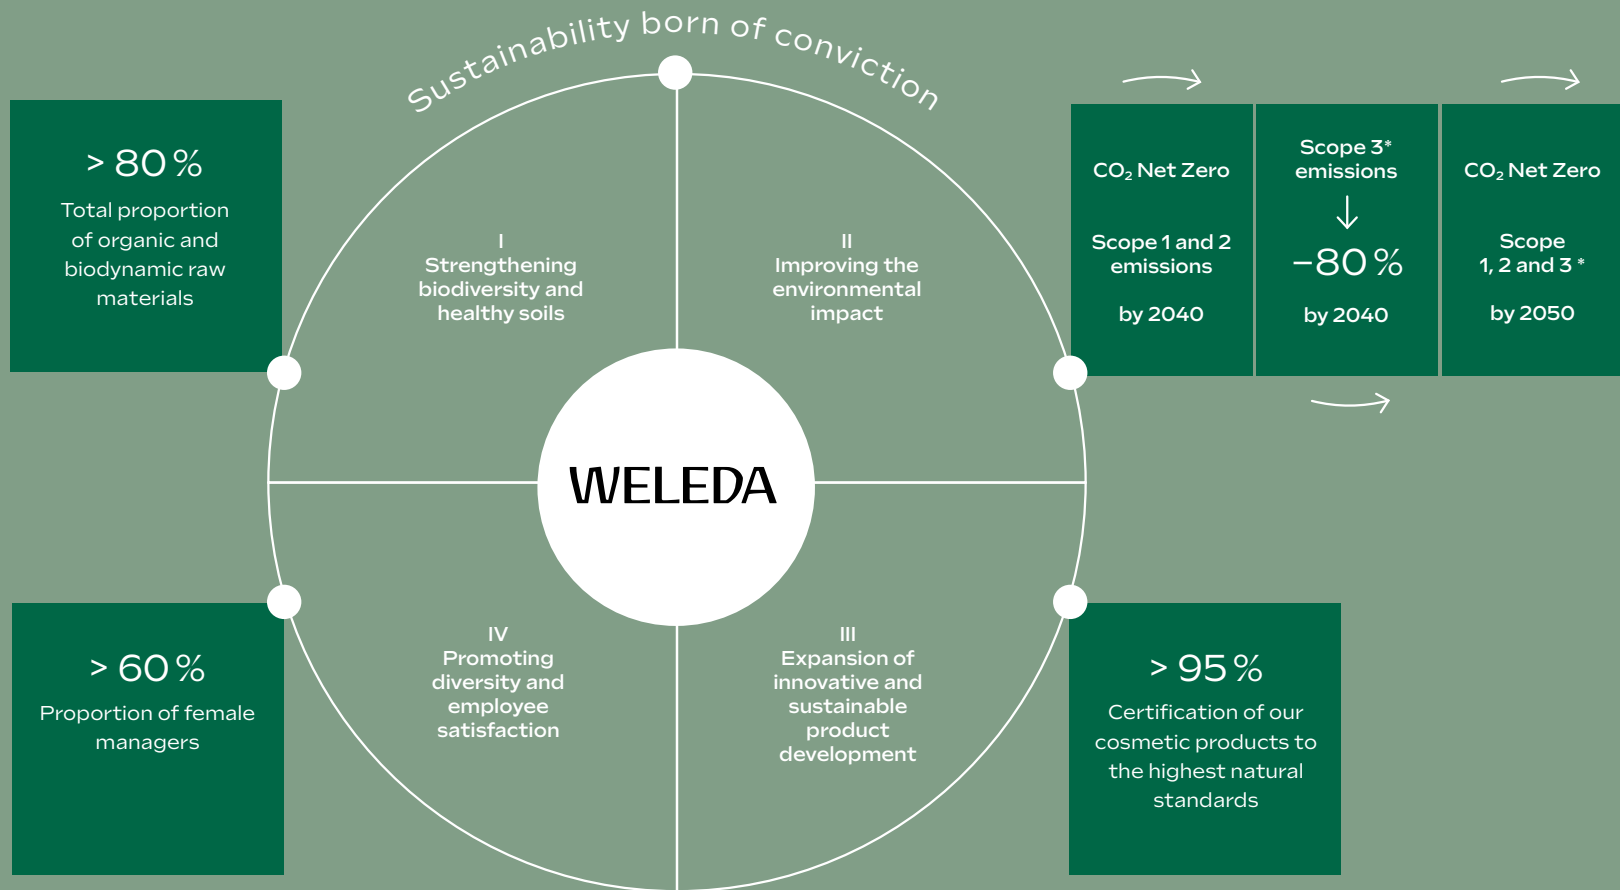 Sustainability born of conviction
> 80 %
Total proportion
of organic and
biodynamic raw
materials
I
Strengthening
biodiversity and
healthy soils
II
Improving the
environmental
impact
CO₂ Net Zero
Scope 1 and 2
emissions
by 2040
Scope 3*
emissions
–80 %
by 2040
CO₂ Net Zero
Scope
1, 2 and 3 *
by 2050
WELEDA
> 60 %
Proportion of female
managers
IV
Promoting
diversity and
employee
satisfaction
III
Expansion of
innovative and
sustainable
product
development
> 95 %
Certification of our
cosmetic products to
the highest natural
standards